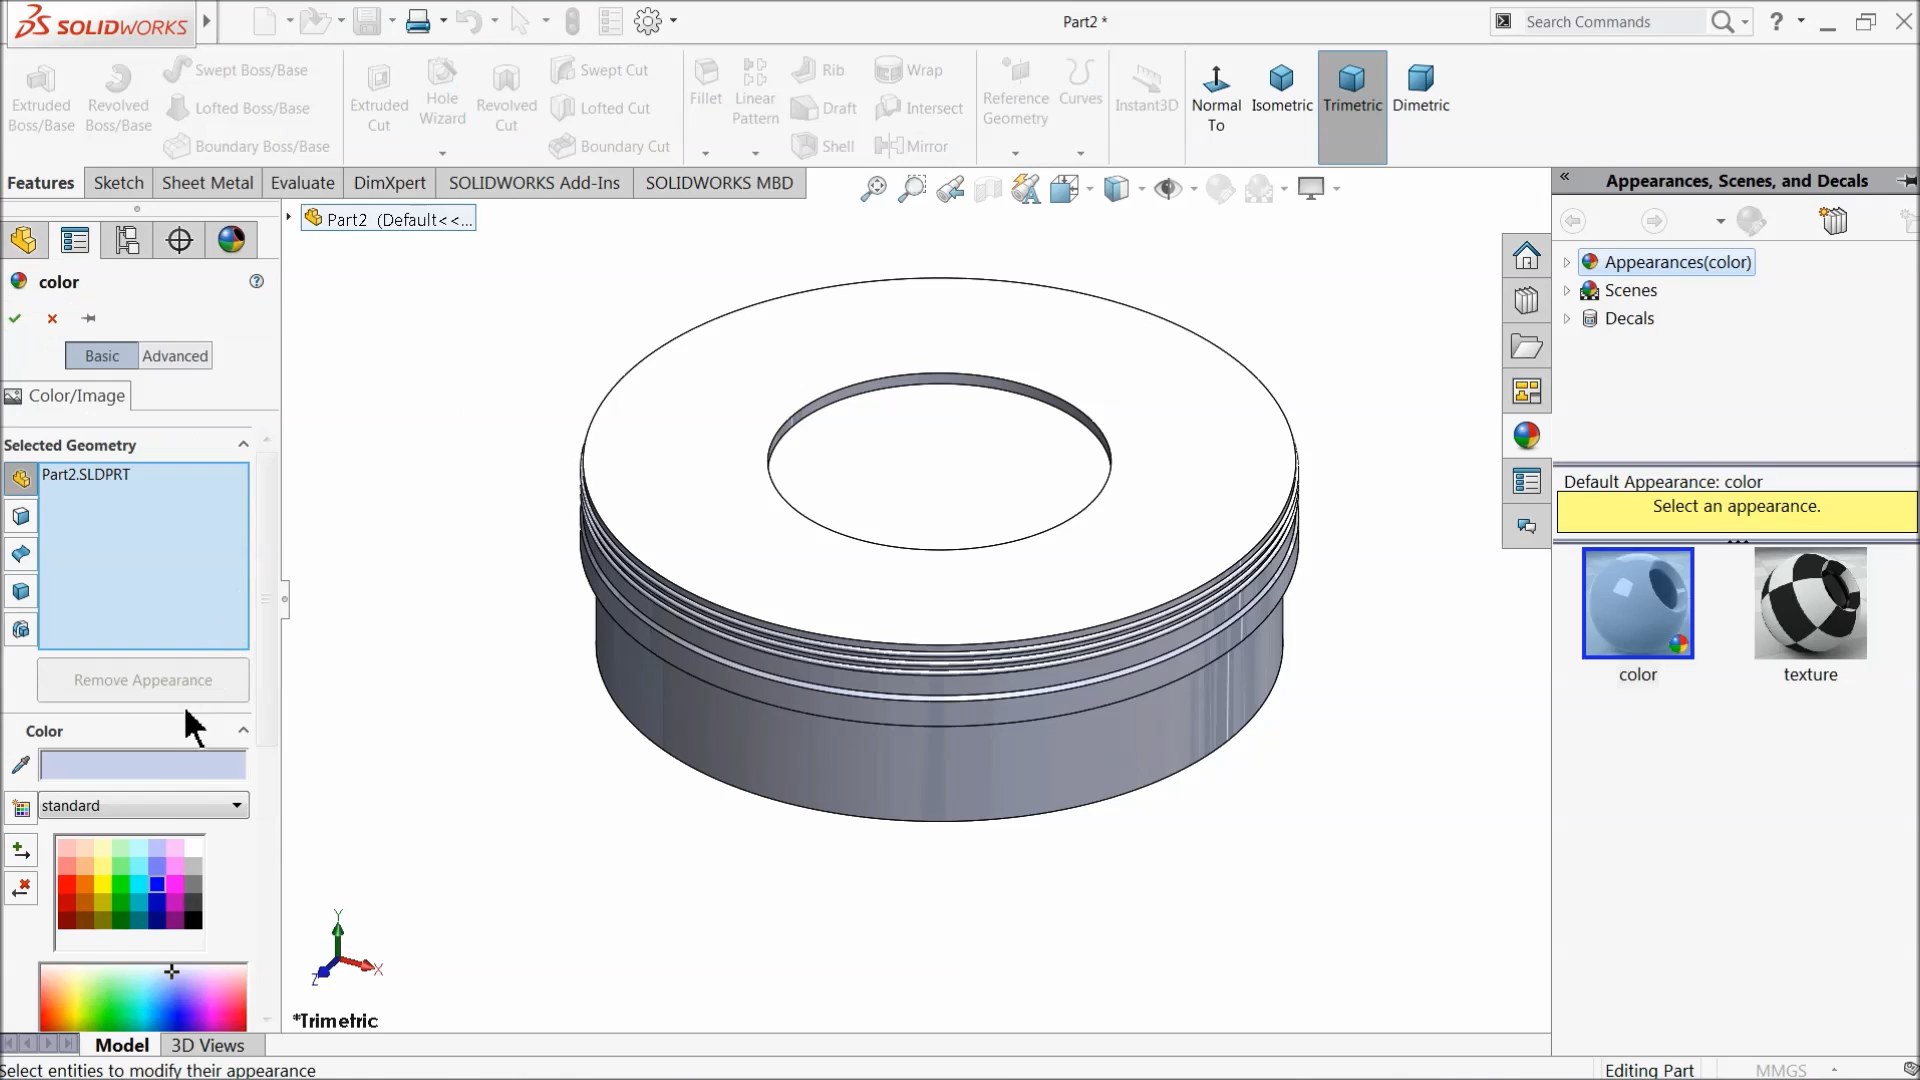 SOLIDWORKS
Part2 *
Search Commands
?
Extruded
Boss/Base
Revolved
Boss/Base
Swept Boss/Base
Lofted Boss/Base
Boundary Boss/Base
Extruded
Cut
Hole
Wizard
Revolved
Cut
Swept Cut
Lofted Cut
Boundary Cut
Fillet
Linear
Pattern
Rib
Draft
Shell
Wrap
Intersect
Mirror
Reference
Geometry
Curves
Instant3D
Normal
To
Isometric
Trimetric
Dimetric
Features
Sketch
Sheet Metal
Evaluate
DimXpert
SOLIDWORKS Add-Ins
SOLIDWORKS MBD
Part2 (Default<<...
color
Basic
Advanced
Color/Image
Selected Geometry
Part2.SLDPRT
Remove Appearance
Color
standard
Y
X
Z
*Trimetric
Appearances, Scenes, and Decals
Appearances(color)
Scenes
Decals
Default Appearance: color
Select an appearance.
color
texture
Model
3D Views
Select entities to modify their appearance
Editing Part
MMGS